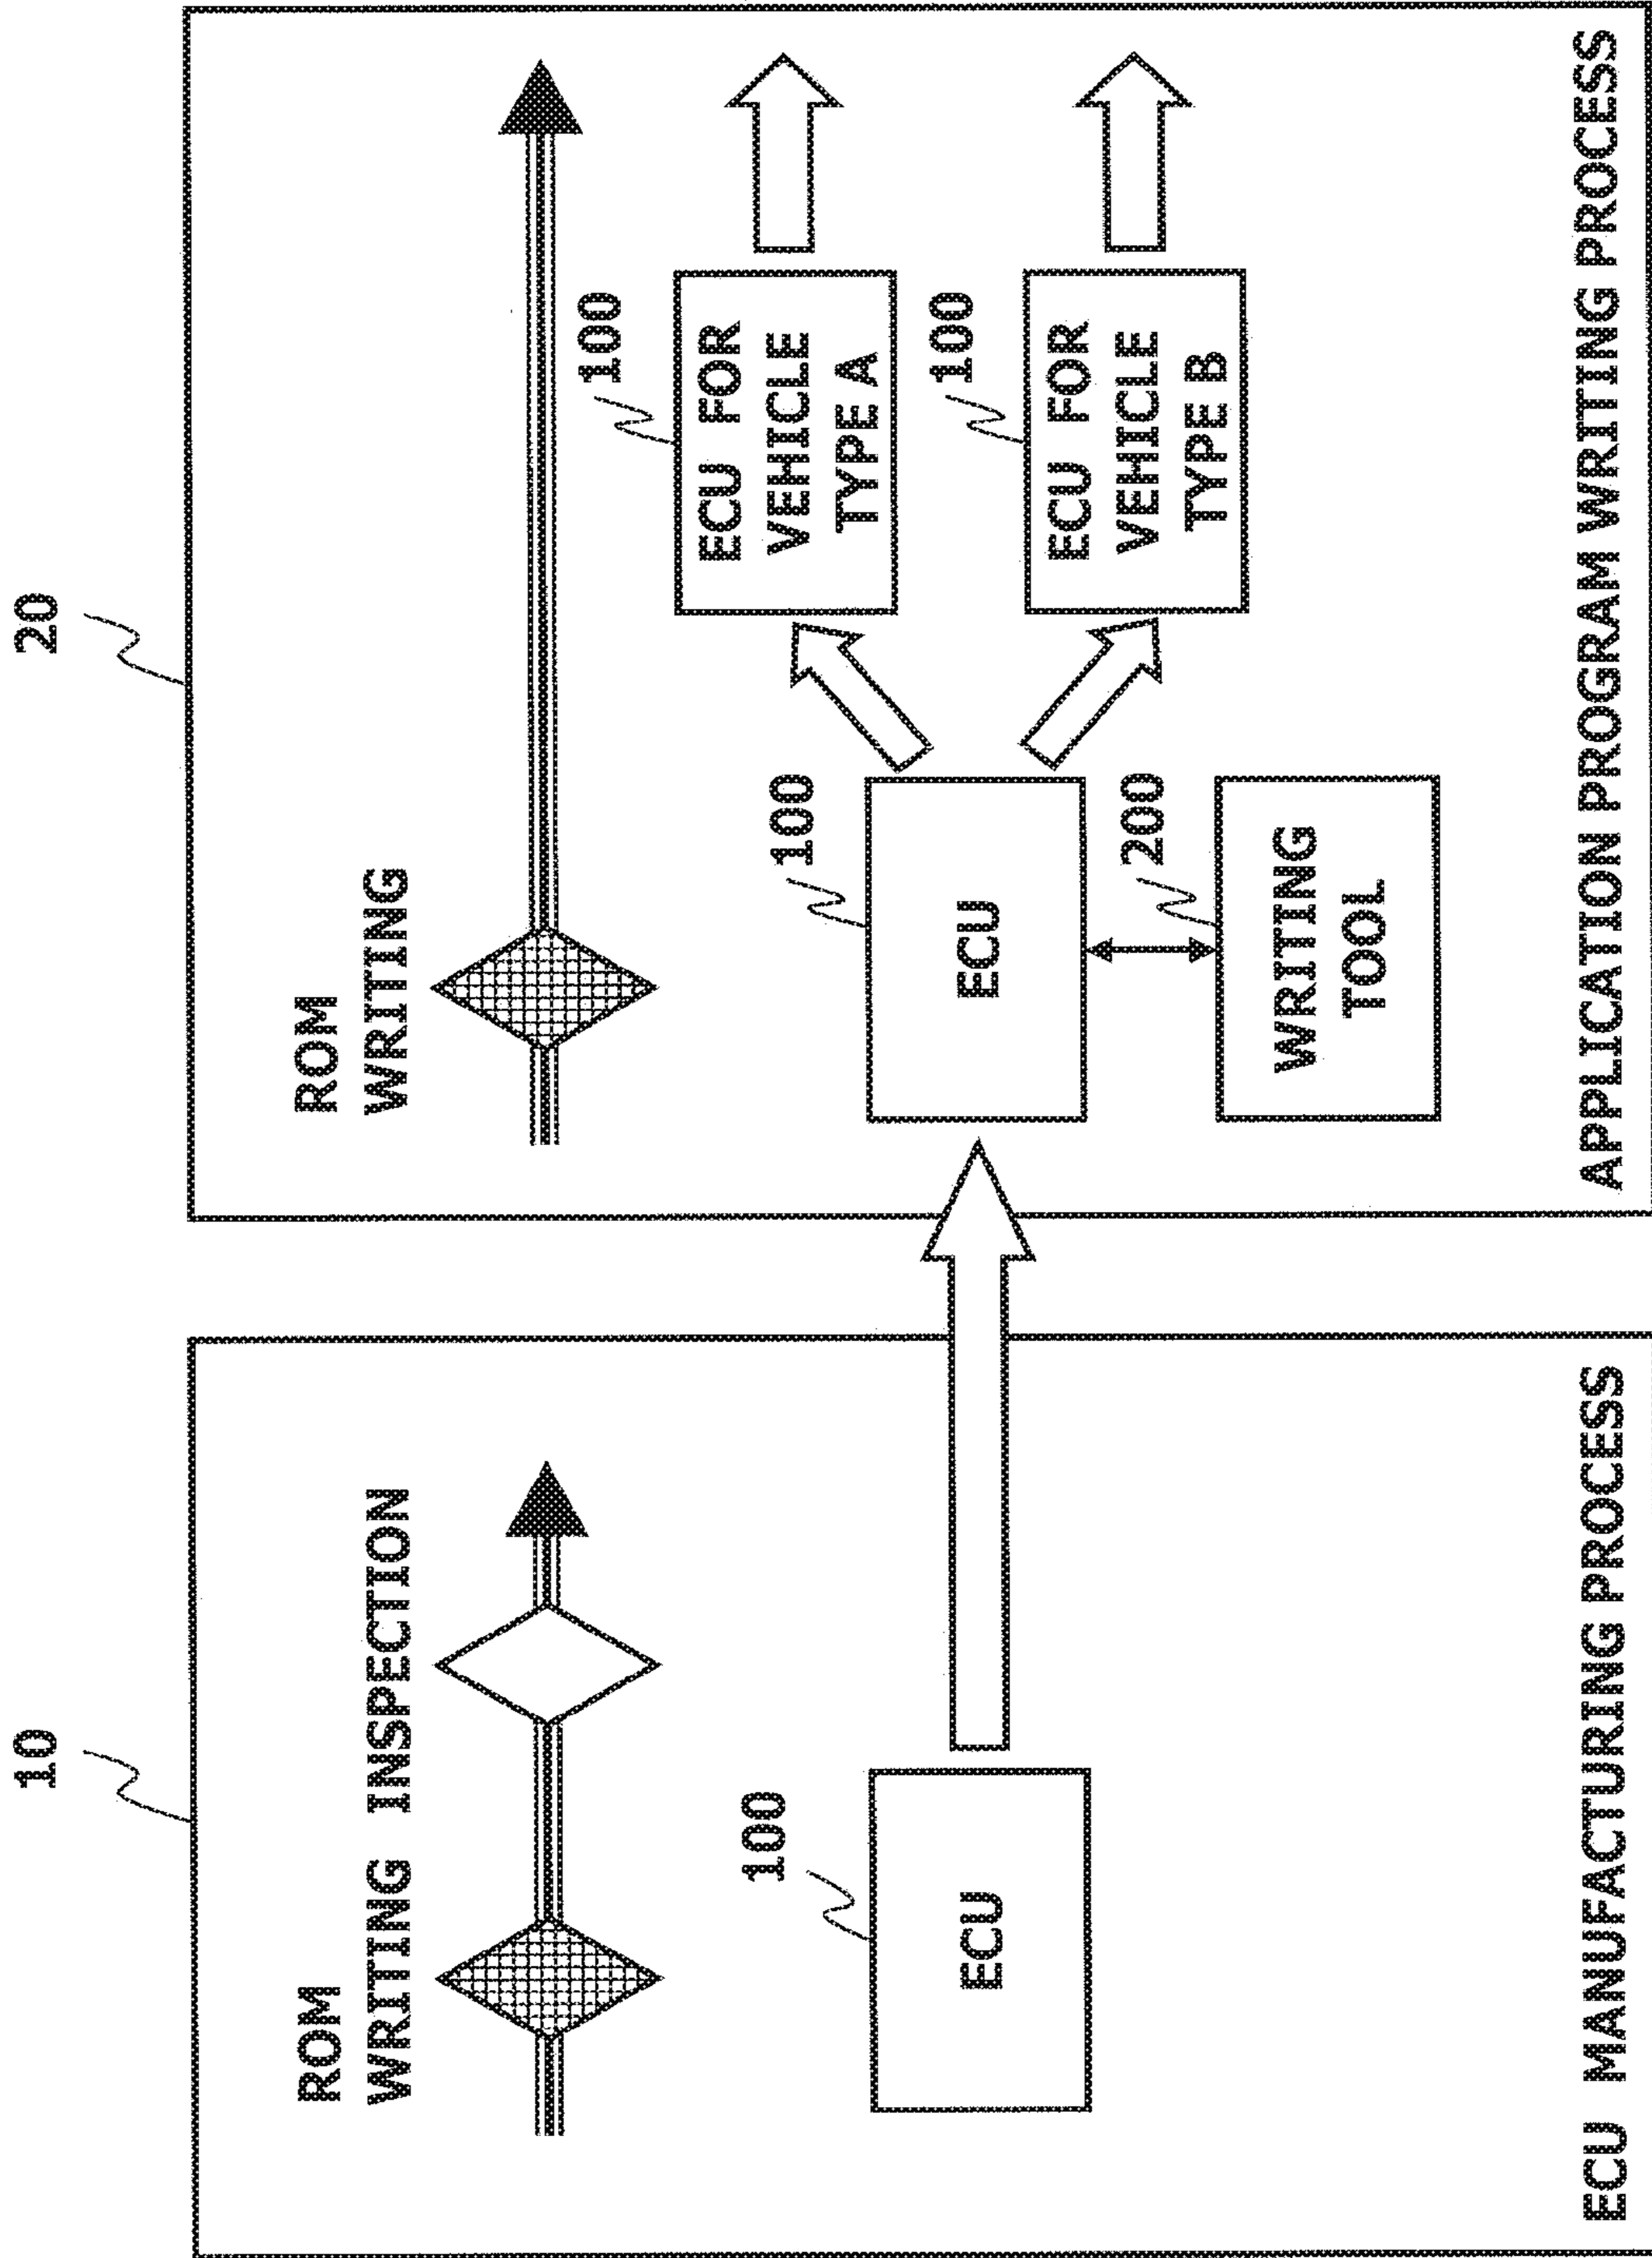 10
ROM
WRITING INSPECTION
100
ECU
ECU MANUFACTURING PROCESS
20
ROM
WRITING
100
ECU
200
WRITING
TOOL
100
ECU FOR
VEHICLE
TYPE A
100
ECU FOR
VEHICLE
TYPE B
APPLICATION PROGRAM WRITING PROCESS